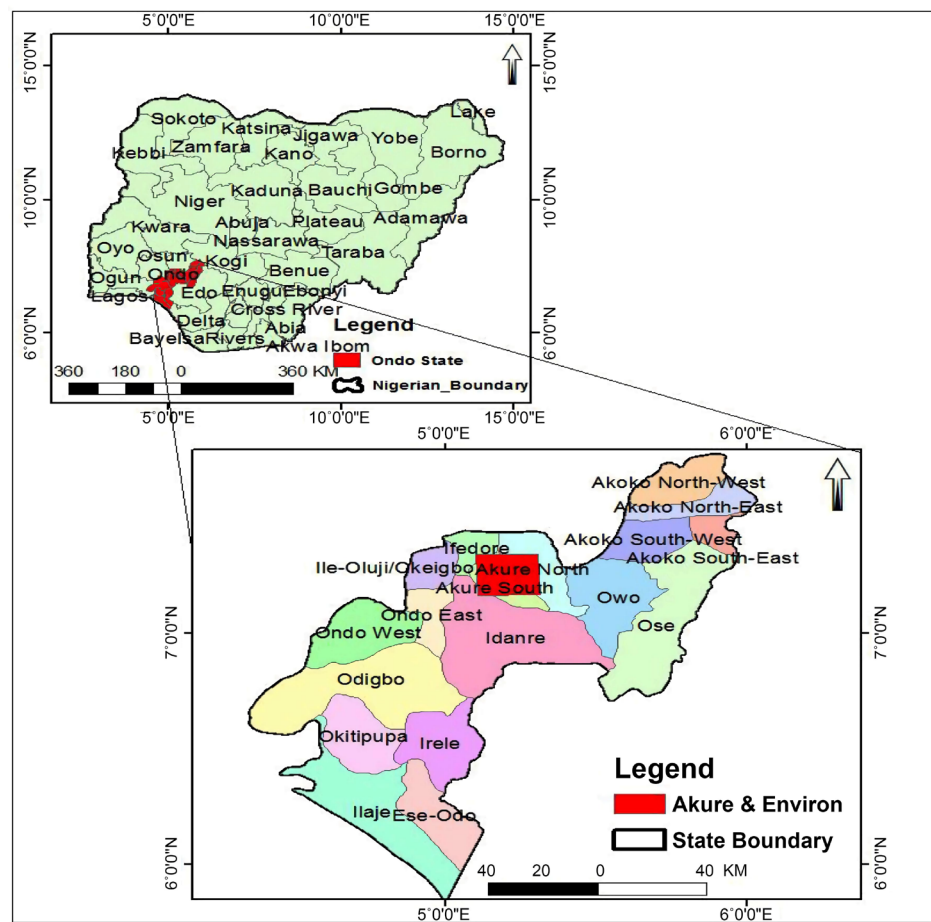 5°0'0"E 10°0'0"E 15°0'0"E
15°0'0"N 15°0'0"N
Lake
Sokoto
Katsina
Jigawa
Yobe
Zamfara
Kebbi
Kano
Borno
10°0'0"N 10°0'0"N
Kaduna Bauchi Gombe
Niger
Adamawa
Abuja Plateau
Kwara
Nassarawa
Oyo
Osun
Taraba
Kogi
Benue
Ondo
Ogun
Enugu Ebonyi
Edo
Lagos
Cross River
Delta
Abia
Bayelsa Rivers
Akwa Ibom
6°0'0"N 6°0'0"N
Legend
Ondo State
Nigerian_Boundary
360 180 0 360 KM
5°0'0"E 10°0'0"E 15°0'0"E
5°0'0"E 6°0'0"E
Akoko North-West
Akoko North-East
Akoko South-West
Akoko South-East
Ifedore
Ile-Oluji/Okeigbo
Akure North
Akure South
Owo
Ondo East
Ose
Ondo West
Idanre
7°0'0"N 7°0'0"N
Odigbo
Okitipupa
Irele
Ilaje
Ese-Odo
6°0'0"N 6°0'0"N
Legend
Akure & Environ
State Boundary
40 20 0 40 KM
5°0'0"E 6°0'0"E